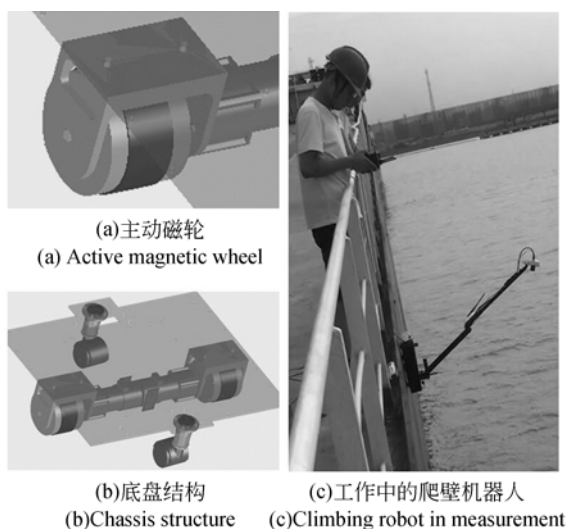 (a)主动磁轮
(a) Active magnetic wheel
(b)底盘结构
(b)Chassis structure
(c)工作中的爬壁机器人
(c)Climbing robot in measurement